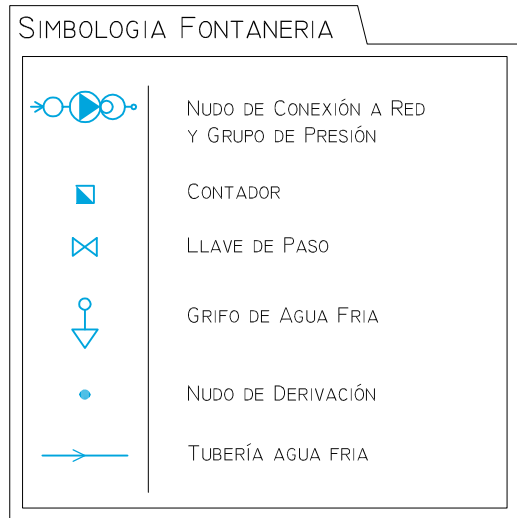 SIMBOLOGIA FONTANERIA
NUDO DE CONEXIÓN A RED
Y GRUPO DE PRESIÓN
CONTADOR
LLAVE DE PASO
GRIFO DE AGUA FRIA
NUDO DE DERIVACIÓN
TUBERÍA AGUA FRIA